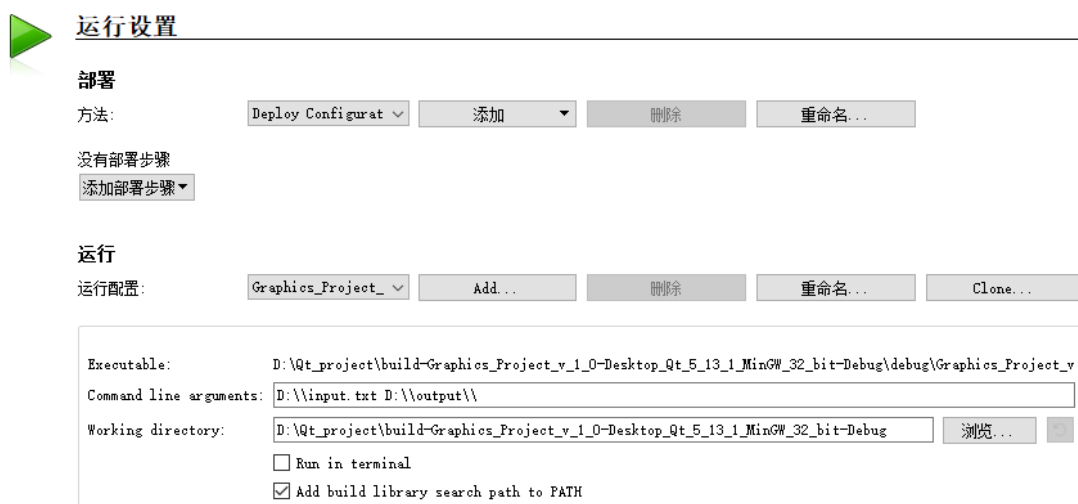 运行设置
部署
方法: Deploy Configurat 添加 删除 重命名...
没有部署步骤
添加部署步骤
运行
运行配置: Graphics_Project_ Add... 删除 重命名... Clone...
Executable: D:\Qt_project\build-Graphics_Project_v_1_0-Desktop_Qt_5_13_1_MinGW_32_bit-Debug\debug\Graphics_Project_v
Command line arguments: D:\\input.txt D:\\output\\
Working directory: D:\Qt_project\build-Graphics_Project_v_1_0-Desktop_Qt_5_13_1_MinGW_32_bit-Debug 浏览...
Run in terminal
Add build library search path to PATH